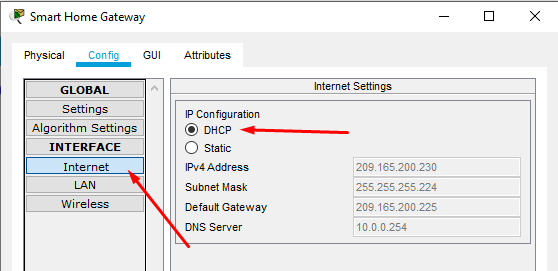 Smart Home Gateway
Physical Config GUI Attributes
GLOBAL
Settings
Algorithm Settings
INTERFACE
Internet
LAN
Wireless
Internet Settings
IP Configuration
DHCP
Static
IPv4 Address 209.165.200.230
Subnet Mask 255.255.255.224
Default Gateway 209.165.200.225
DNS Server 10.0.0.254